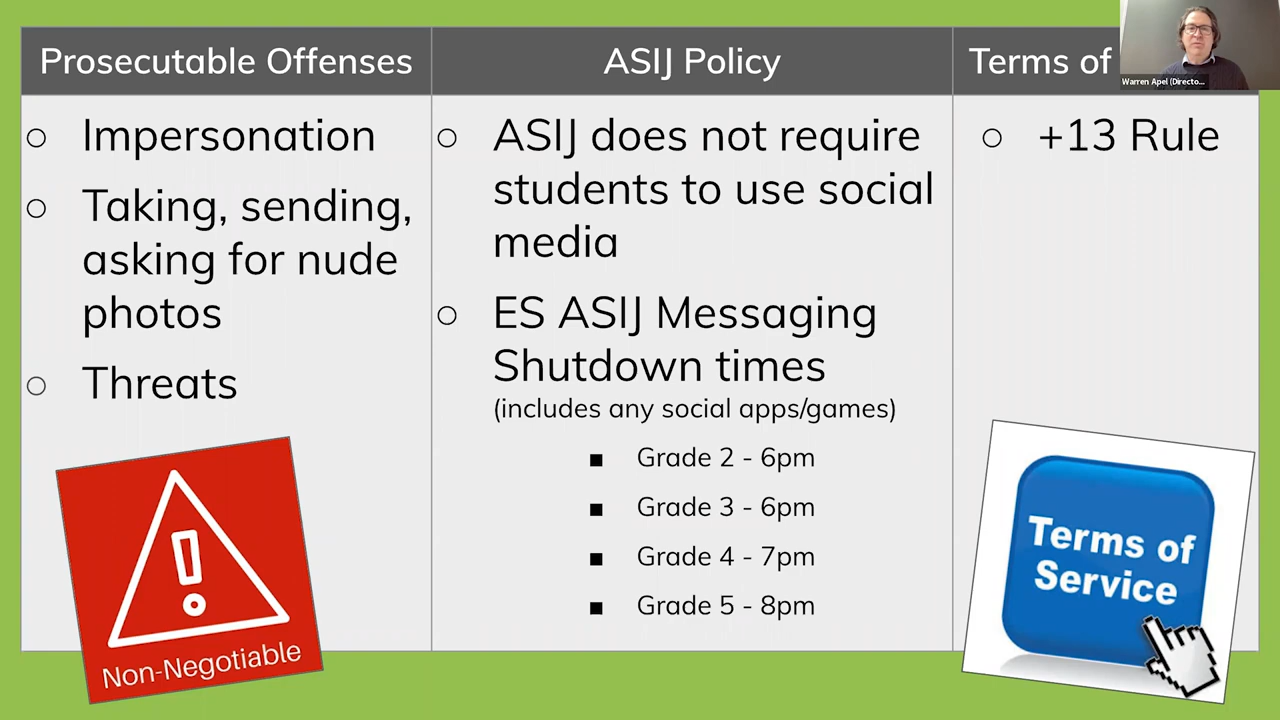 Prosecutable Offenses
ASIJ Policy
Terms of
Warren Apel (Directo...
○ Impersonation
○ Taking, sending,
asking for nude
photos
○ Threats
Non-Negotiable
○ ASIJ does not require
students to use social
media
○ ES ASIJ Messaging
Shutdown times
(includes any social apps/games)
■ Grade 2 - 6pm
■ Grade 3 - 6pm
■ Grade 4 - 7pm
■ Grade 5 - 8pm
○ +13 Rule
Terms of
Service